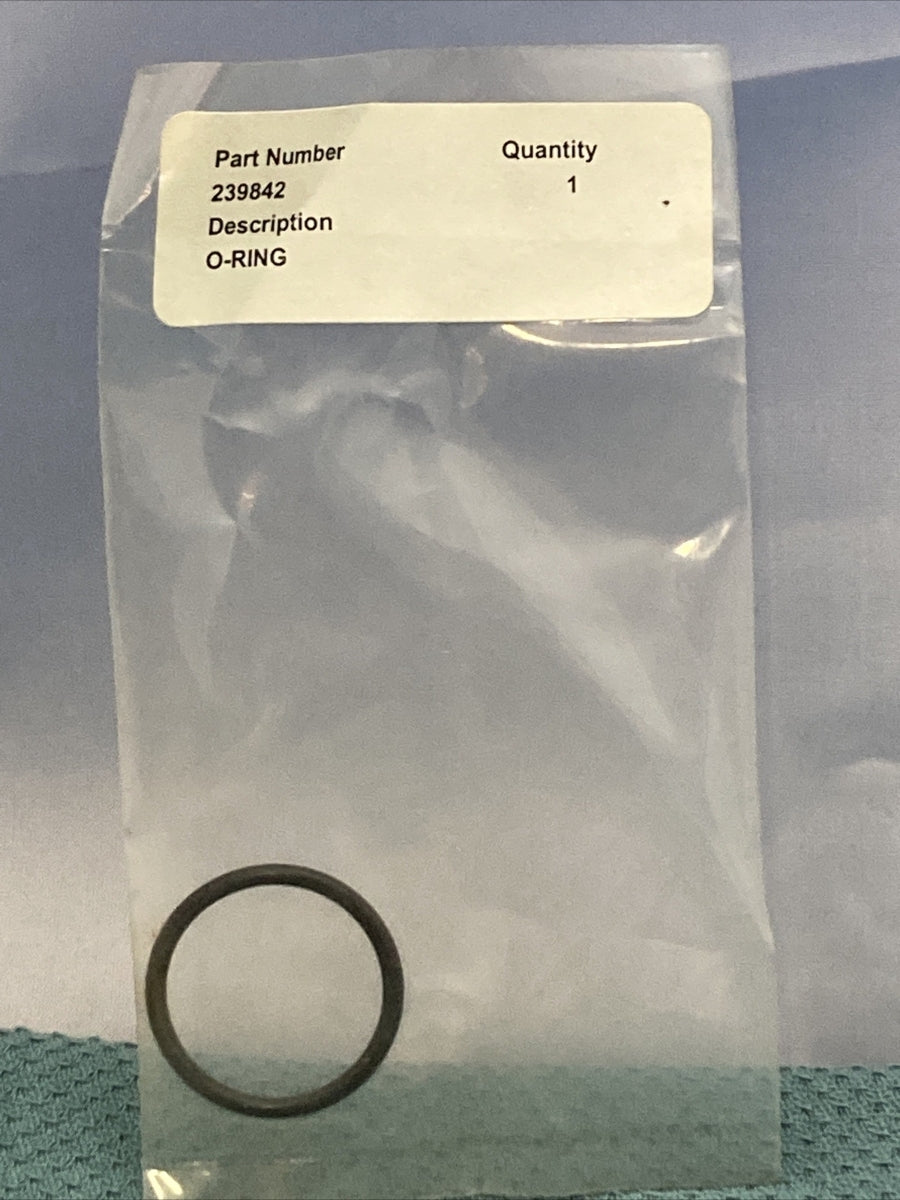 Part Number
239842
Description
O-RING
Quantity
1